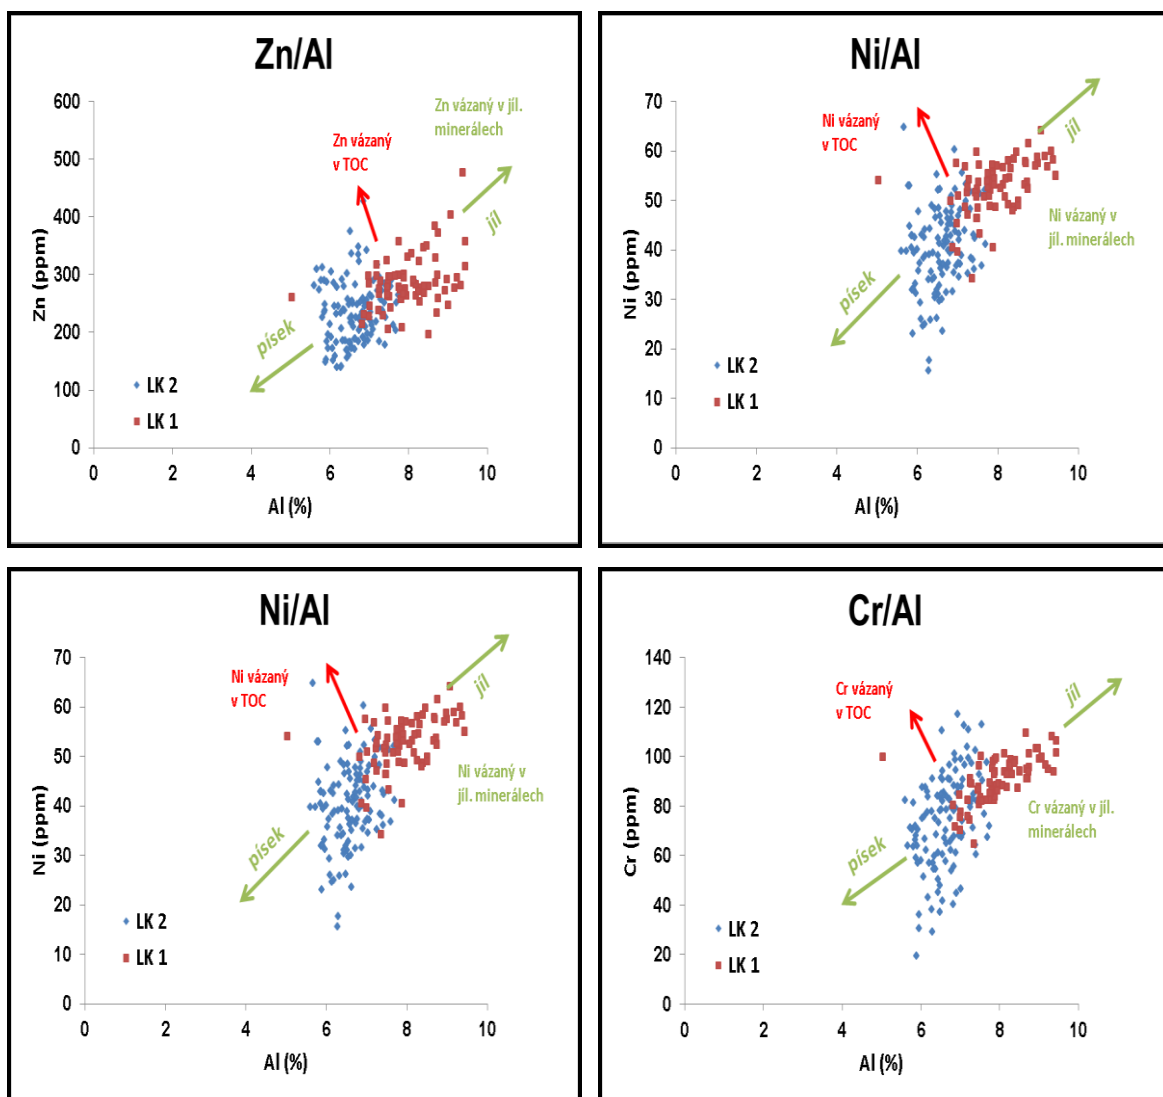 Zn/Al
600
500
400
300
200
100
0
0
2
4
6
8
10
Zn (ppm)
Al (%)
Zn vázaný
v TOC
Zn vázaný v jíl.
minerálech
jíl
písek
LK 2
LK 1
Ni/Al
70
60
50
40
30
20
10
0
0
2
4
6
8
10
Ni (ppm)
Al (%)
Ni vázaný
v TOC
jíl
Ni vázaný v
jíl. minerálech
písek
LK 2
LK 1
Ni/Al
70
60
50
40
30
20
10
0
0
2
4
6
8
10
Ni (ppm)
Al (%)
Ni vázaný
v TOC
jíl
Ni vázaný v
jíl. minerálech
písek
LK 2
LK 1
Cr/Al
140
120
100
80
60
40
20
0
0
2
4
6
8
10
Cr (ppm)
Al (%)
Cr vázaný
v TOC
jíl
Cr vázaný v jíl.
minerálech
písek
LK 2
LK 1